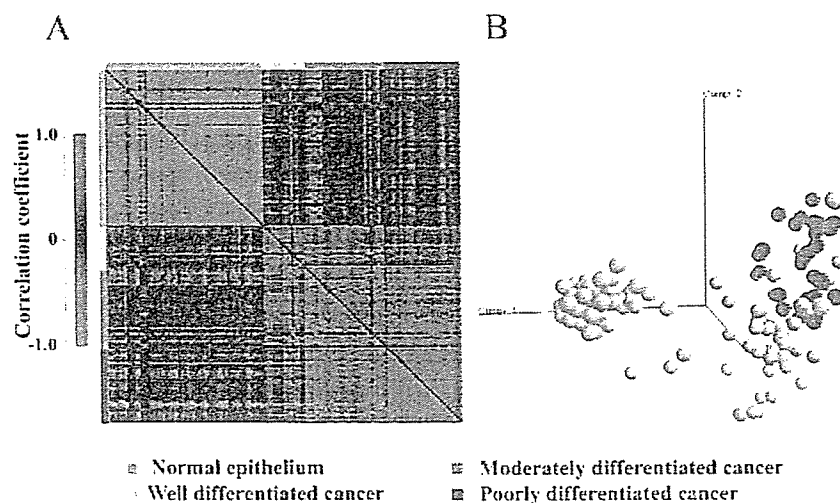 A
B
Correlation coefficient
1.0
0
-1.0
Normal epithelium
Well differentiated cancer
Moderately differentiated cancer
Poorly differentiated cancer